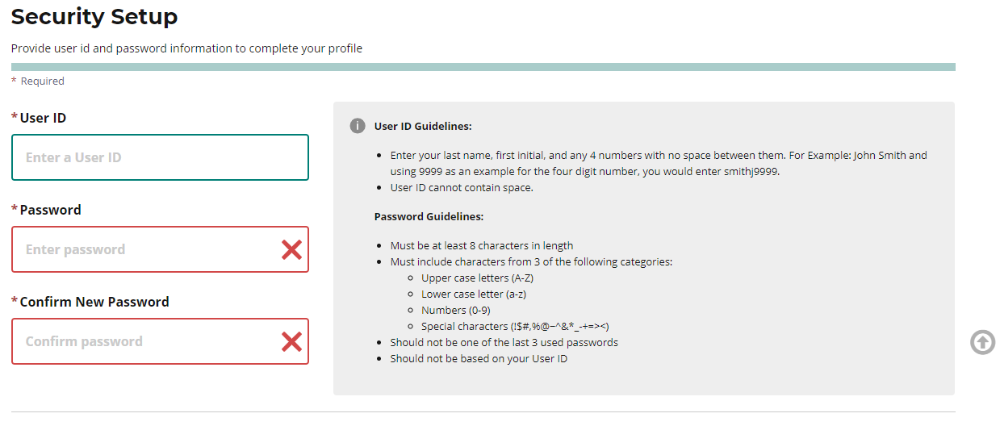 Security Setup
Provide user id and password information to complete your profile
* Required
*User ID
Enter a User ID
*Password
Enter password
*Confirm New Password
Confirm password
i
User ID Guidelines:
• Enter your last name, first initial, and any 4 numbers with no space between them. For Example: John Smith and
using 9999 as an example for the four digit number, you would enter smithj9999.
• User ID cannot contain space.
Password Guidelines:
• Must be at least 8 characters in length
• Must include characters from 3 of the following categories:
○ Upper case letters (A-Z)
○ Lower case letter (a-z)
○ Numbers (0-9)
○ Special characters (!$#,%@~^&*_-+=><)
• Should not be one of the last 3 used passwords
• Should not be based on your User ID